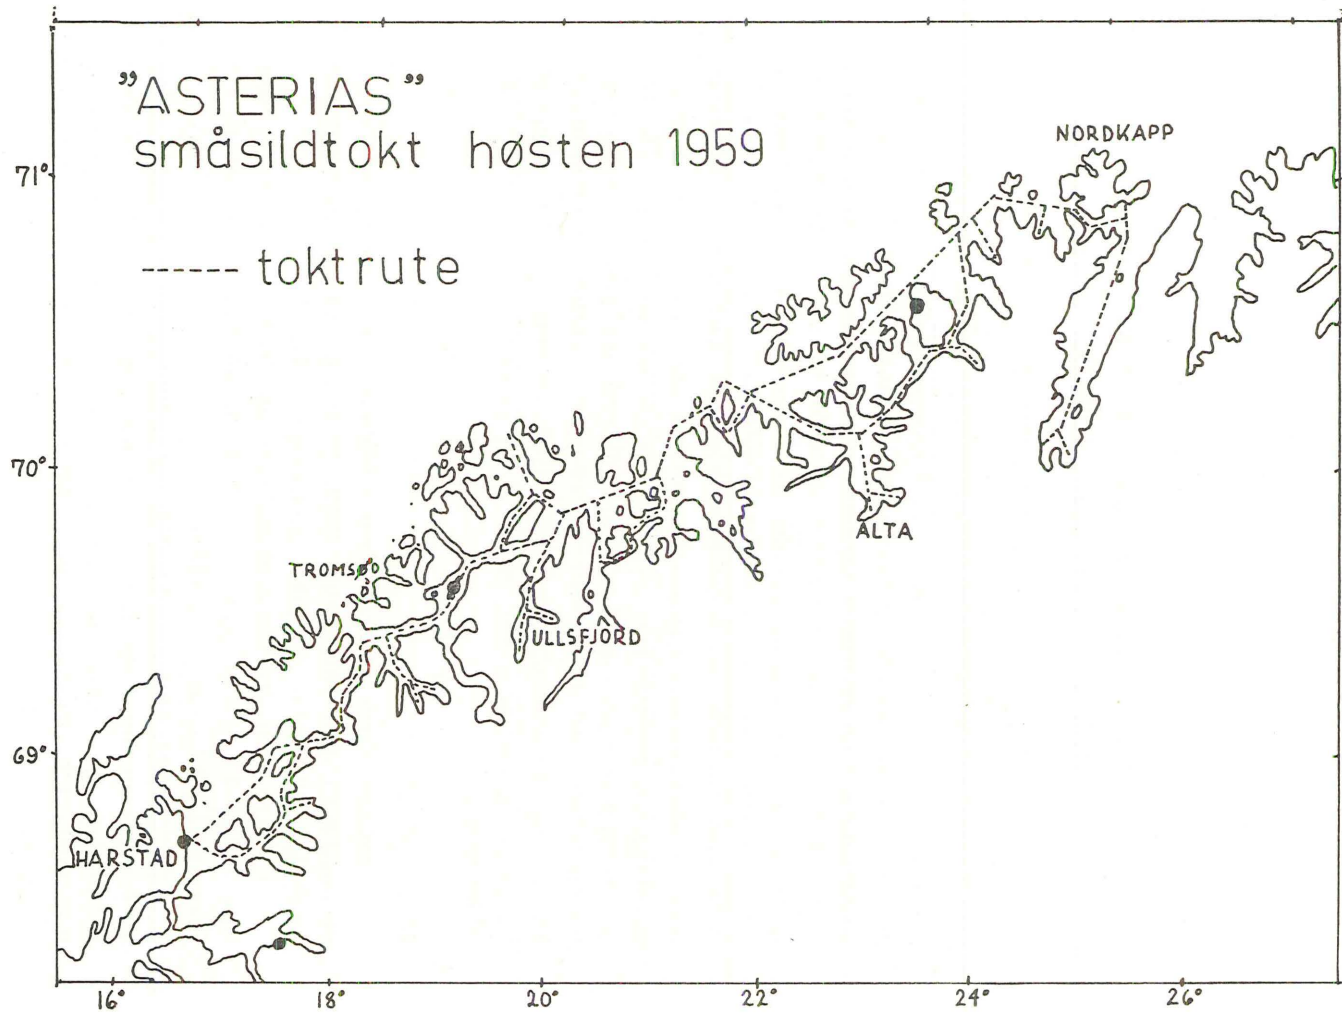 "ASTERIAS"
småsildtokt høsten 1959
------ toktrute
NORDKAPP
71°
70°
ALTA
TROMSØ
ULLSFJORD
69°
HARSTAD
16° 18° 20° 22° 24° 26°